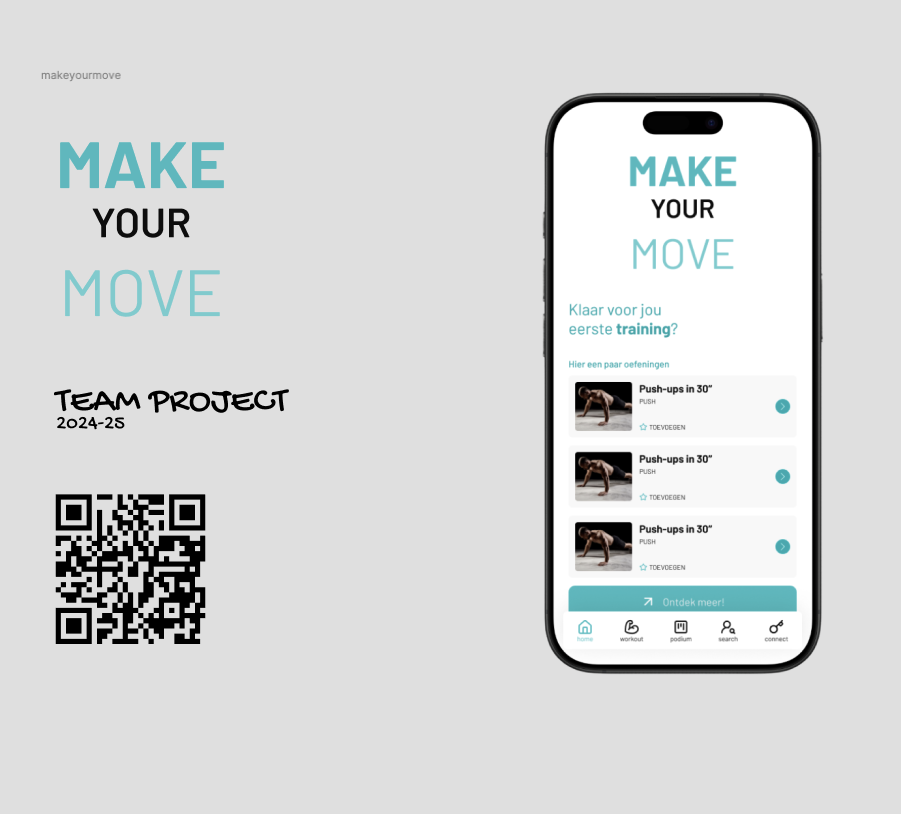 makeyourmove
MAKE
YOUR
MOVE
TEAM PROJECT
2024-25
MAKE
YOUR
MOVE
Klaar voor jou
eerste training?
Hier een paar oefeningen
Push-ups in 30”
PUSH
TOEVOEGEN
Push-ups in 30”
PUSH
TOEVOEGEN
Push-ups in 30”
PUSH
TOEVOEGEN
Ontdek meer!
home workout podium search connect